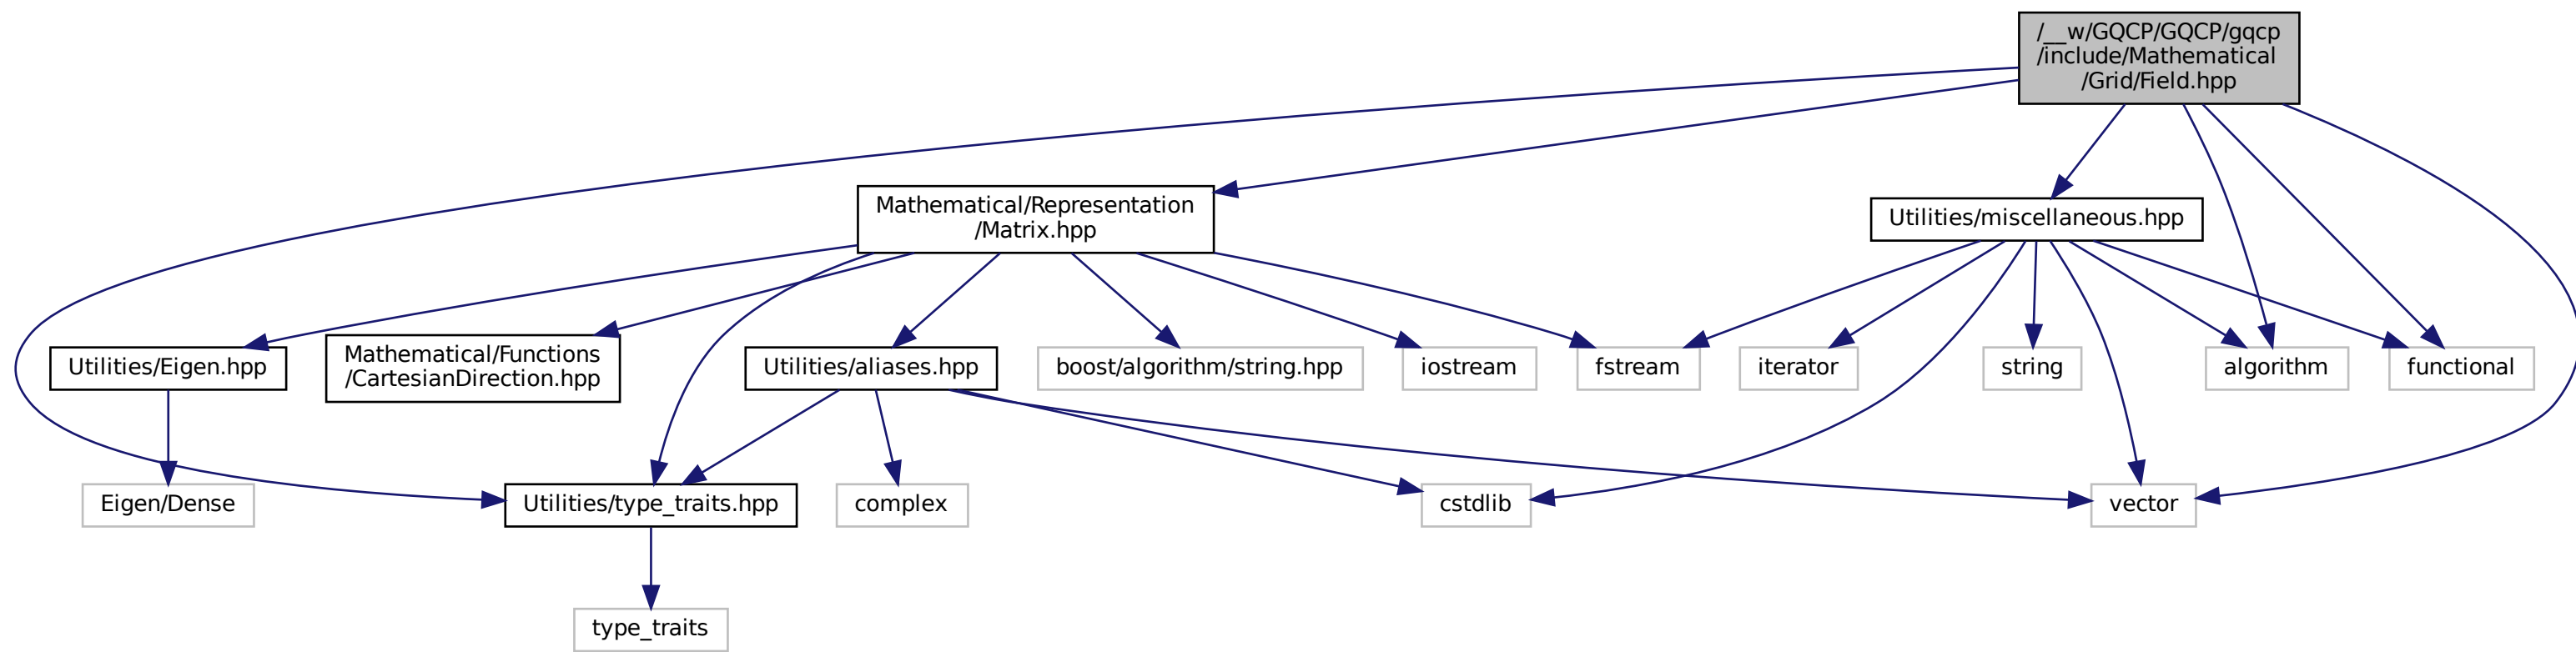 /__w/GQCP/GQCP/gqcp
/include/Mathematical
/Grid/Field.hpp
Mathematical/Representation
/Matrix.hpp
Utilities/miscellaneous.hpp
Utilities/Eigen.hpp
Mathematical/Functions
/CartesianDirection.hpp
Utilities/aliases.hpp
boost/algorithm/string.hpp
iostream
fstream
iterator
string
algorithm
functional
Eigen/Dense
Utilities/type_traits.hpp
complex
cstdlib
vector
type_traits